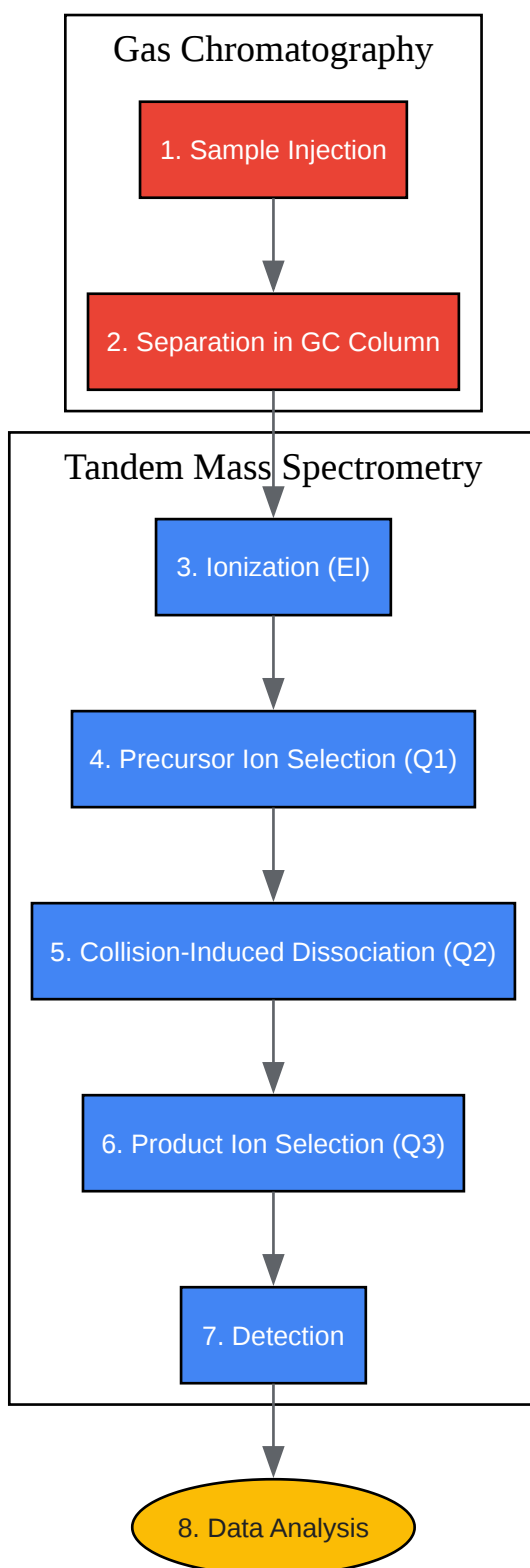 Gas Chromatography
1. Sample Injection
2. Separation in GC Column
Tandem Mass Spectrometry
3. Ionization (EI)
4. Precursor Ion Selection (Q1)
5. Collision-Induced Dissociation (Q2)
6. Product Ion Selection (Q3)
7. Detection
8. Data Analysis